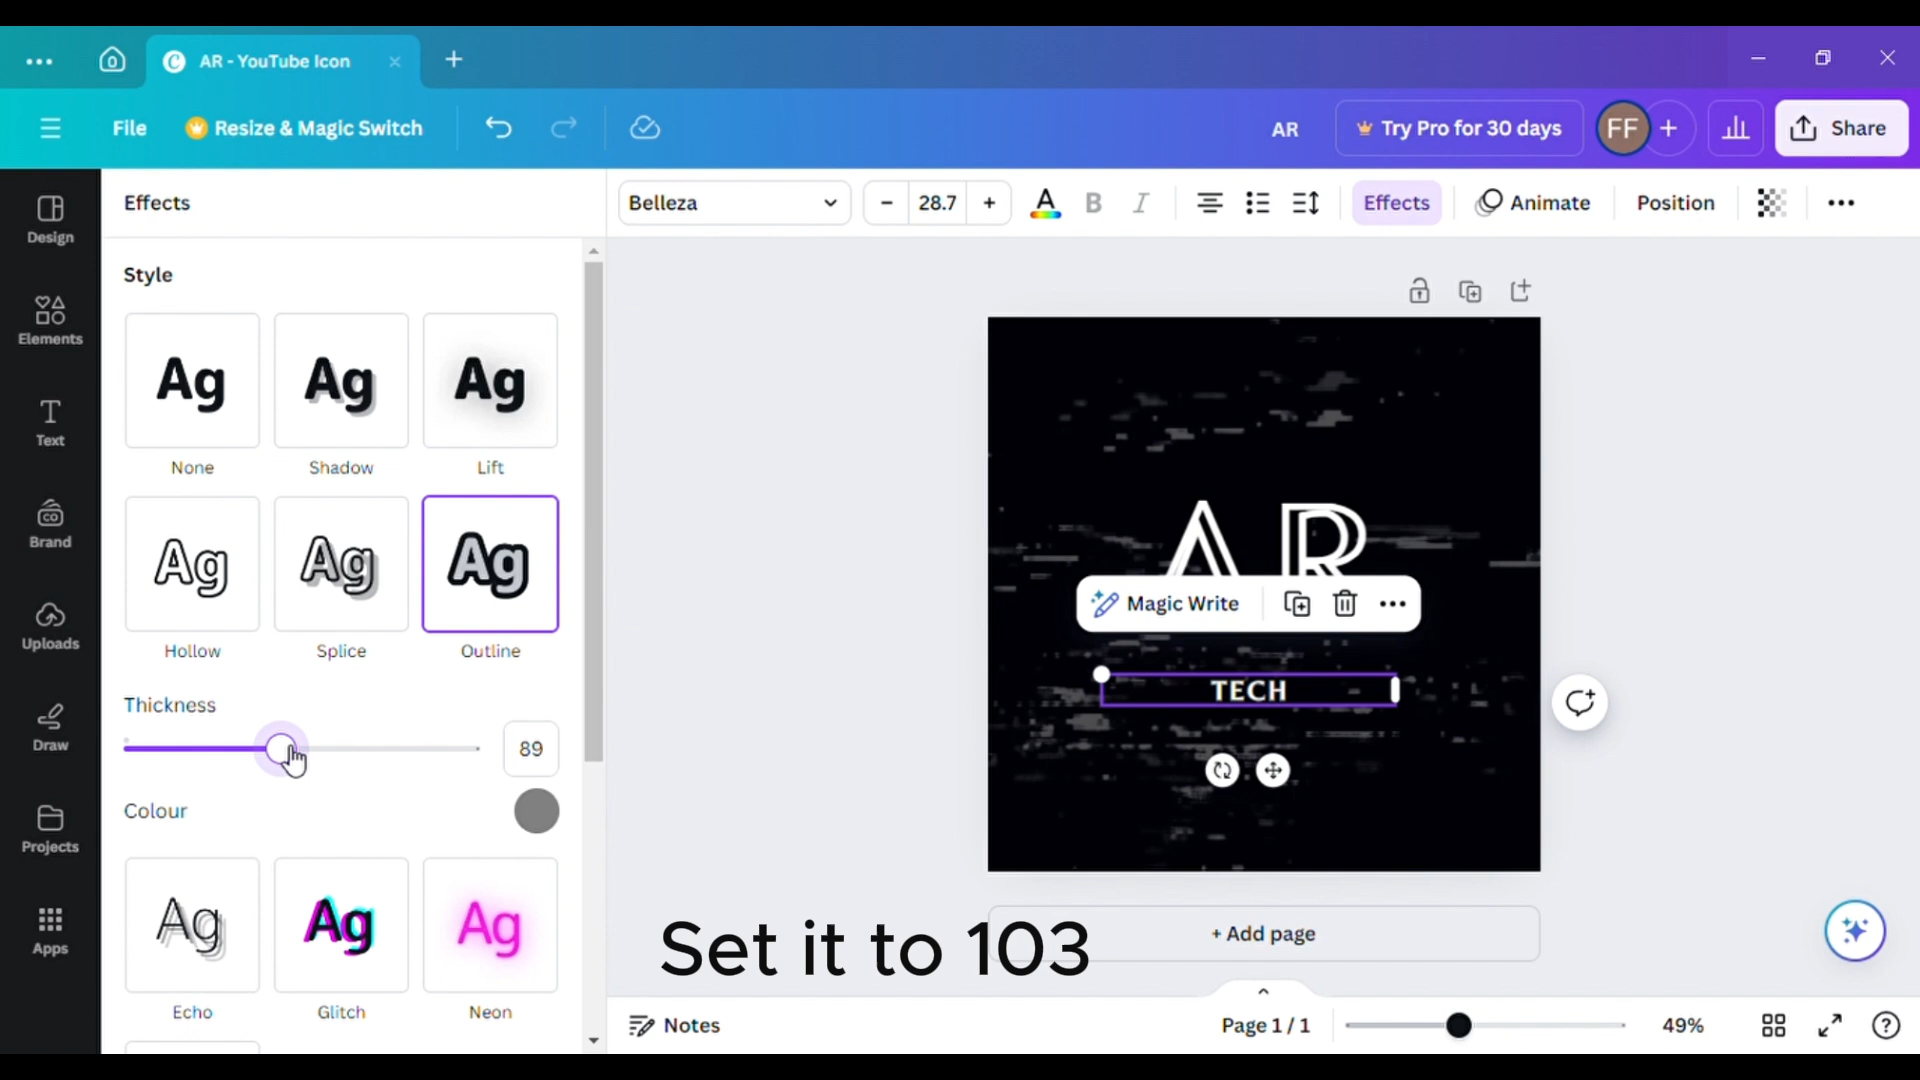 AR - YouTube Icon
File
Resize & Magic Switch
AR
Try Pro for 30 days
FF
Share
Design
Elements
Text
Brand
Uploads
Draw
Projects
Apps
Effects
Belleza
28.7
A
B
I
Effects
Animate
Position
Style
Ag
Ag
Ag
None
Shadow
Lift
Ag
Ag
Ag
Hollow
Splice
Outline
Thickness
89
Colour
Ag
Ag
Ag
Echo
Glitch
Neon
AR
Magic Write
TECH
Set it to 103
+ Add page
Notes
Page 1 / 1
49%